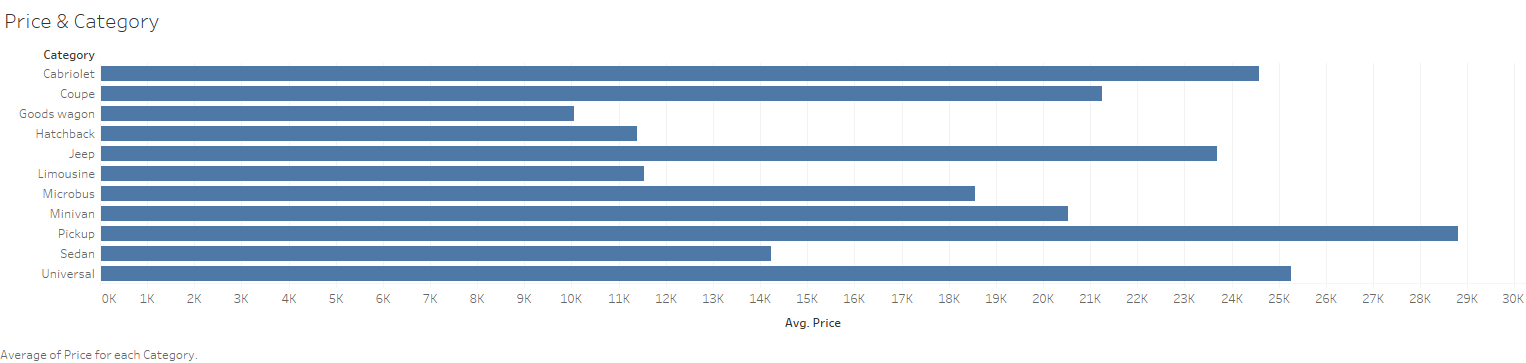 Price & Category
Category
Cabriolet
Coupe
Goods wagon
Hatchback
Jeep
Limousine
Microbus
Minivan
Pickup
Sedan
Universal
0K 1K 2K 3K 4K 5K 6K 7K 8K 9K 10K 11K 12K 13K 14K 15K 16K 17K 18K 19K 20K 21K 22K 23K 24K 25K 26K 27K 28K 29K 30K
Avg. Price
Average of Price for each Category.